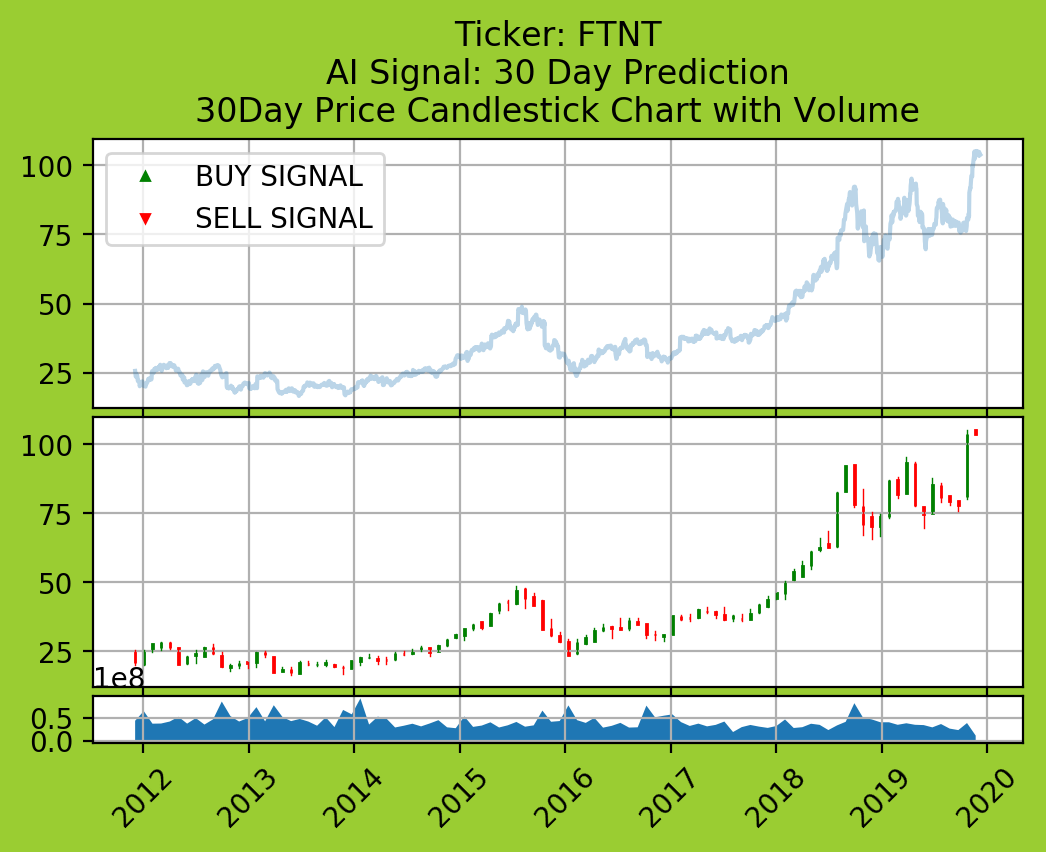 Ticker: FTNT
AI Signal: 30 Day Prediction
30Day Price Candlestick Chart with Volume
BUY SIGNAL
SELL SIGNAL
100
75
50
25
100
75
50
25
1e8
0.5
0.0
2012 2013 2014 2015 2016 2017 2018 2019 2020